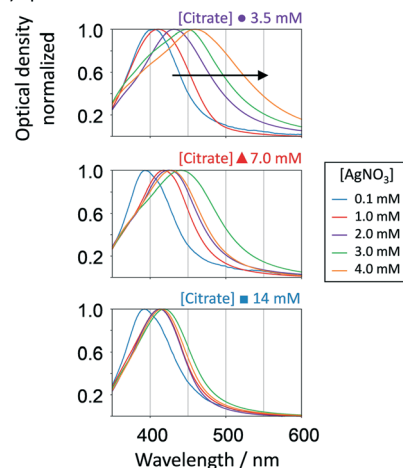 [Citrate] ● 3.5 mM
Optical density
normalized
1.0
0.6
0.2
[Citrate] ▲ 7.0 mM
1.0
0.6
0.2
[AgNO₃]
0.1 mM
1.0 mM
2.0 mM
3.0 mM
4.0 mM
[Citrate] ■ 14 mM
1.0
0.6
0.2
400 500 600
Wavelength / nm